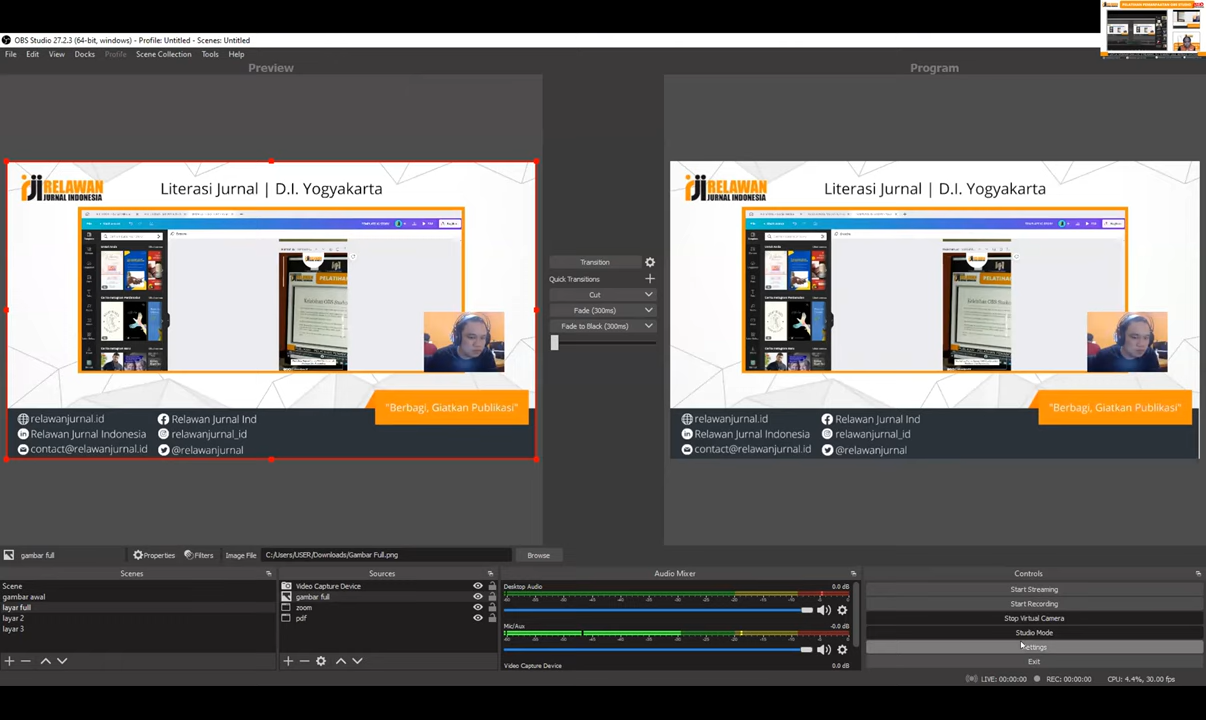 OBS Studio 27.2.3 (64-bit, windows) - Profile: Untitled - Scenes: Untitled
File Edit View Docks Profile Scene Collection Tools Help
Preview
Program
RELAWAN
JURNAL INDONESIA
Literasi Jurnal | D.I. Yogyakarta
"Berbagi, Giatkan Publikasi"
relawanjurnal.id
Relawan Jurnal Ind
Relawan Jurnal Indonesia
relawanjurnal_id
contact@relawanjurnal.id
@relawanjurnal
Transition
Quick Transitions
Cut
Fade (300ms)
Fade to Black (300ms)
RELAWAN
JURNAL INDONESIA
Literasi Jurnal | D.I. Yogyakarta
"Berbagi, Giatkan Publikasi"
relawanjurnal.id
Relawan Jurnal Ind
Relawan Jurnal Indonesia
relawanjurnal_id
contact@relawanjurnal.id
@relawanjurnal
gambar full
Properties
Filters
Image File
C:/Users/USER/Downloads/Gambar Full.png
Browse
Scenes
Scene
gambar awal
layar full
layar 2
layar 3
Sources
Video Capture Device
gambar full
zoom
pdf
Audio Mixer
Desktop Audio
0.0 dB
Mic/Aux
-0.0 dB
Video Capture Device
0.0 dB
Controls
Start Streaming
Start Recording
Stop Virtual Camera
Studio Mode
Settings
Exit
LIVE: 00:00:00
REC: 00:00:00
CPU: 4.4%, 30.00 fps